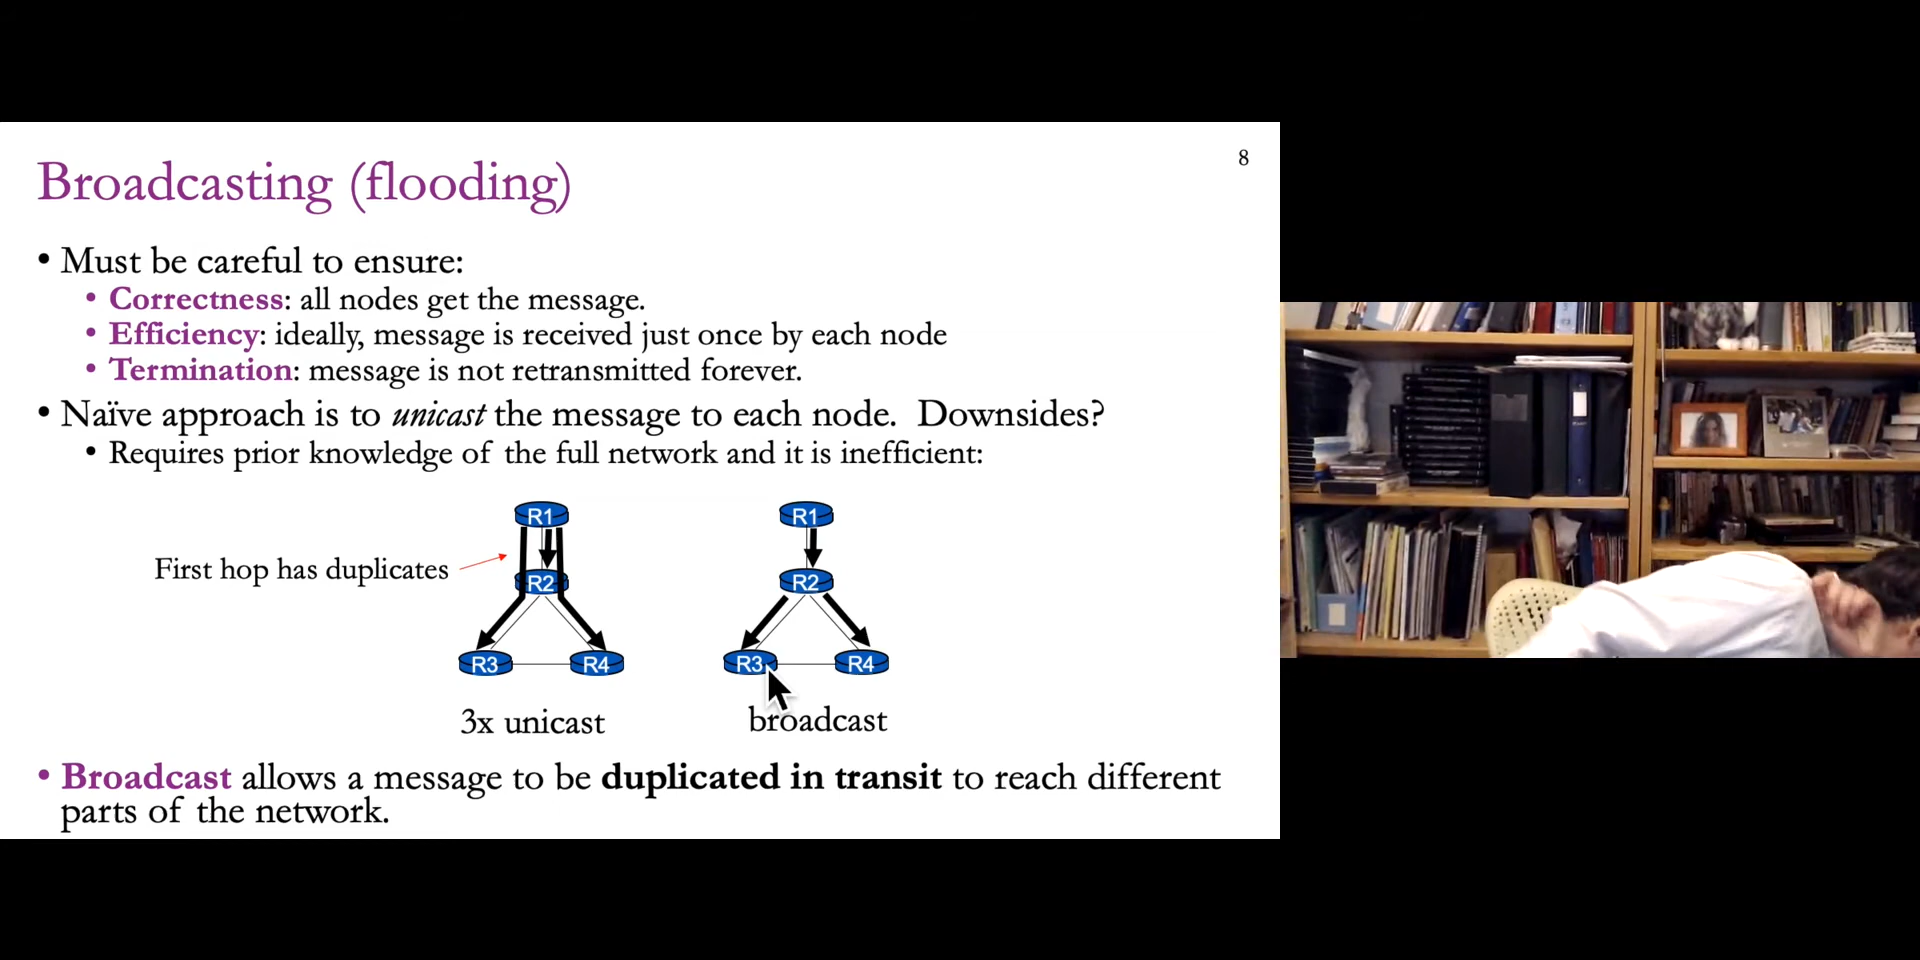 8
Broadcasting (flooding)
• Must be careful to ensure:
• Correctness: all nodes get the message.
• Efficiency: ideally, message is received just once by each node
• Termination: message is not retransmitted forever.
• Naïve approach is to unicast the message to each node.  Downsides?
• Requires prior knowledge of the full network and it is inefficient:
R1
R1
First hop has duplicates
R2
R2
R3
R4
R3
R4
3x unicast
broadcast
• Broadcast allows a message to be duplicated in transit to reach different
parts of the network.